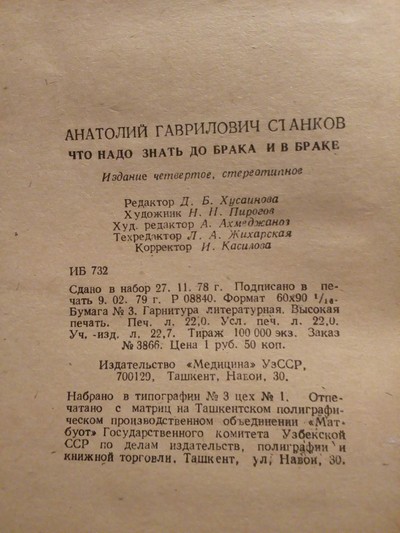 АНАТОЛИЙ ГАВРИЛОВИЧ СТАНКОВ
ЧТО НАДО ЗНАТЬ ДО БРАКА И В БРАКЕ
Издание четвертое, стереотипное
Редактор Д. Б. Хусаинова
Художник Н. Н. Пирогов
Худ. редактор А. Ахмеджанов
Техредактор Л. А. Жихарская
Корректор И. Касилова
ИБ 732
Сдано в набор 27. 11. 78 г. Подписано в пе-
чать 9. 02. 79 г. Р 08840. Формат 60х90 1/16
Бумага № 3. Гарнитура литературная. Высокая
печать. Печ. л. 22,0. Усл. печ. л. 22,0.
Уч. -изд. л. 22,7. Тираж 100 000 экз. Заказ
№ 3866. Цена 1 руб. 50 коп.
Издательство «Медицина» УзССР,
700129, Ташкент, Навои, 30.
Набрано в типографии № 3 цех № 1. Отпе-
чатано с матриц на Ташкентском полиграфи-
ческом производственном объединении «Мат-
буот» Государственного комитета Узбекской
ССР по делам издательств, полиграфии и
книжной торговли, Ташкент, ул, Навои, 30.